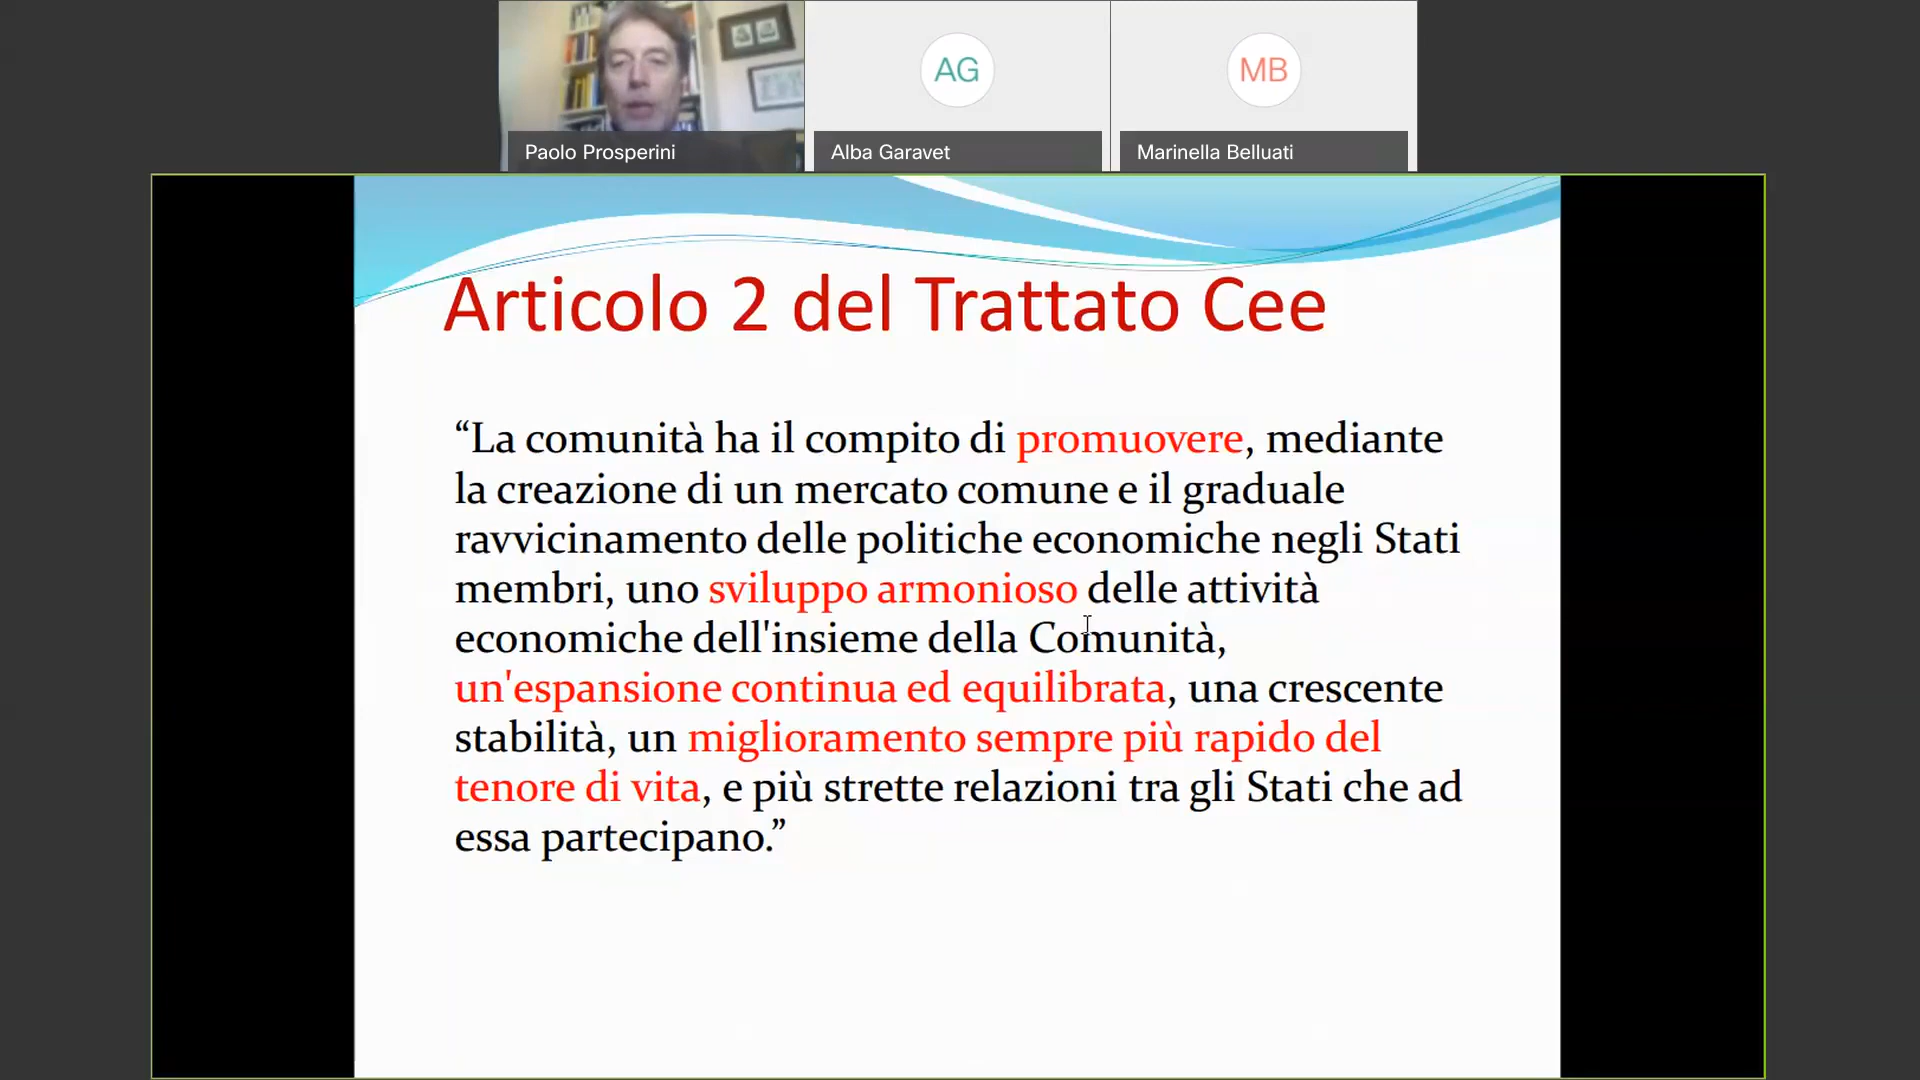 AG
MB
Paolo Prosperini
Alba Garavet
Marinella Belluati
Articolo 2 del Trattato Cee
“La comunità ha il compito di promuovere, mediante
la creazione di un mercato comune e il graduale
ravvicinamento delle politiche economiche negli Stati
membri, uno sviluppo armonioso delle attività
economiche dell'insieme della Comunità,
un'espansione continua ed equilibrata, una crescente
stabilità, un miglioramento sempre più rapido del
tenore di vita, e più strette relazioni tra gli Stati che ad
essa partecipano.”